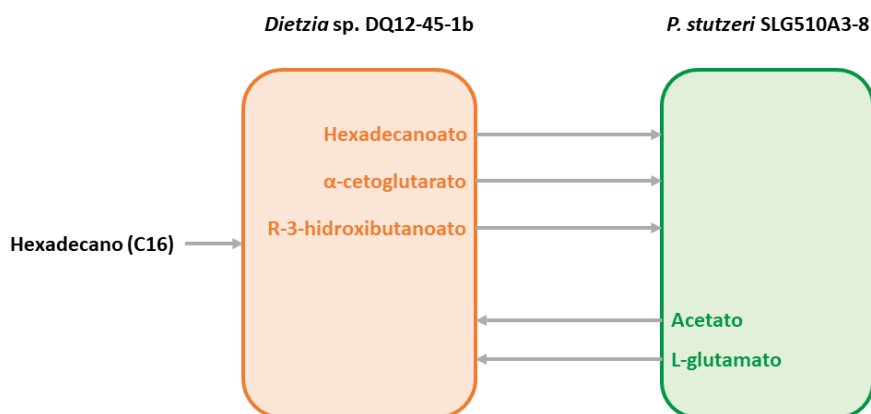 Dietzia sp. DQ12-45-1b
P. stutzeri SLG510A3-8
Hexadecanoato
α-cetoglutarato
R-3-hidroxibutanoato
Hexadecano (C16)
Acetato
L-glutamato